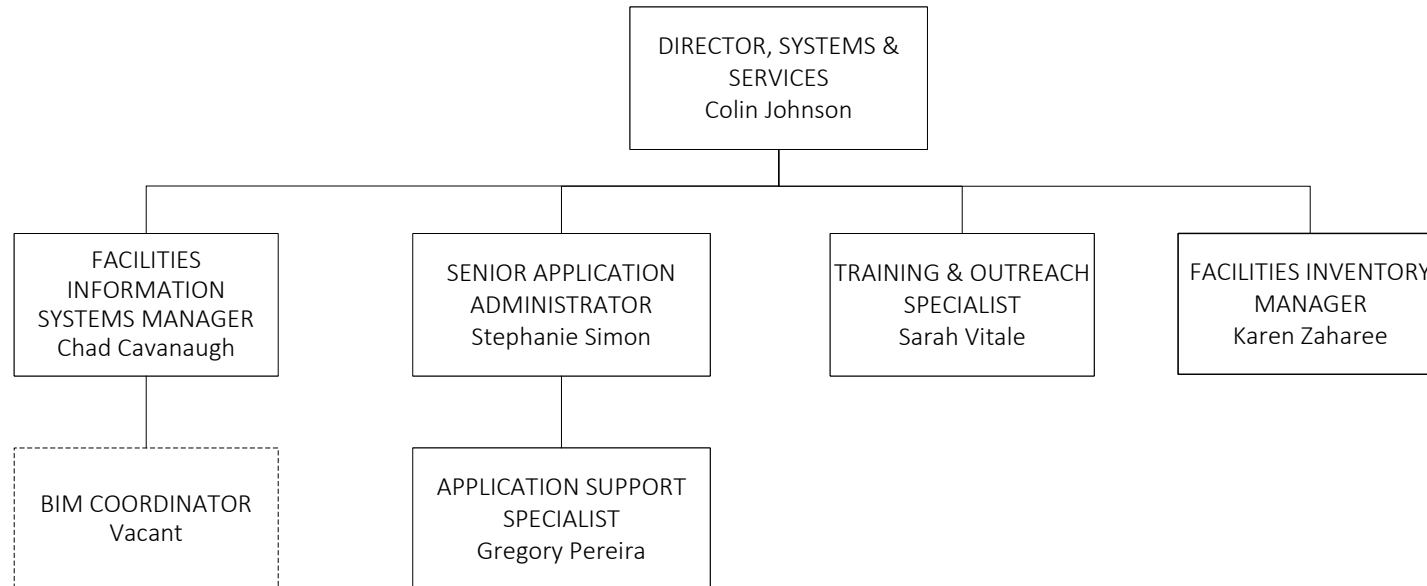 DIRECTOR, SYSTEMS &
SERVICES
Colin Johnson
FACILITIES
INFORMATION
SYSTEMS MANAGER
Chad Cavanaugh
SENIOR APPLICATION
ADMINISTRATOR
Stephanie Simon
TRAINING & OUTREACH
SPECIALIST
Sarah Vitale
FACILITIES INVENTORY
MANAGER
Karen Zaharee
BIM COORDINATOR
Vacant
APPLICATION SUPPORT
SPECIALIST
Gregory Pereira